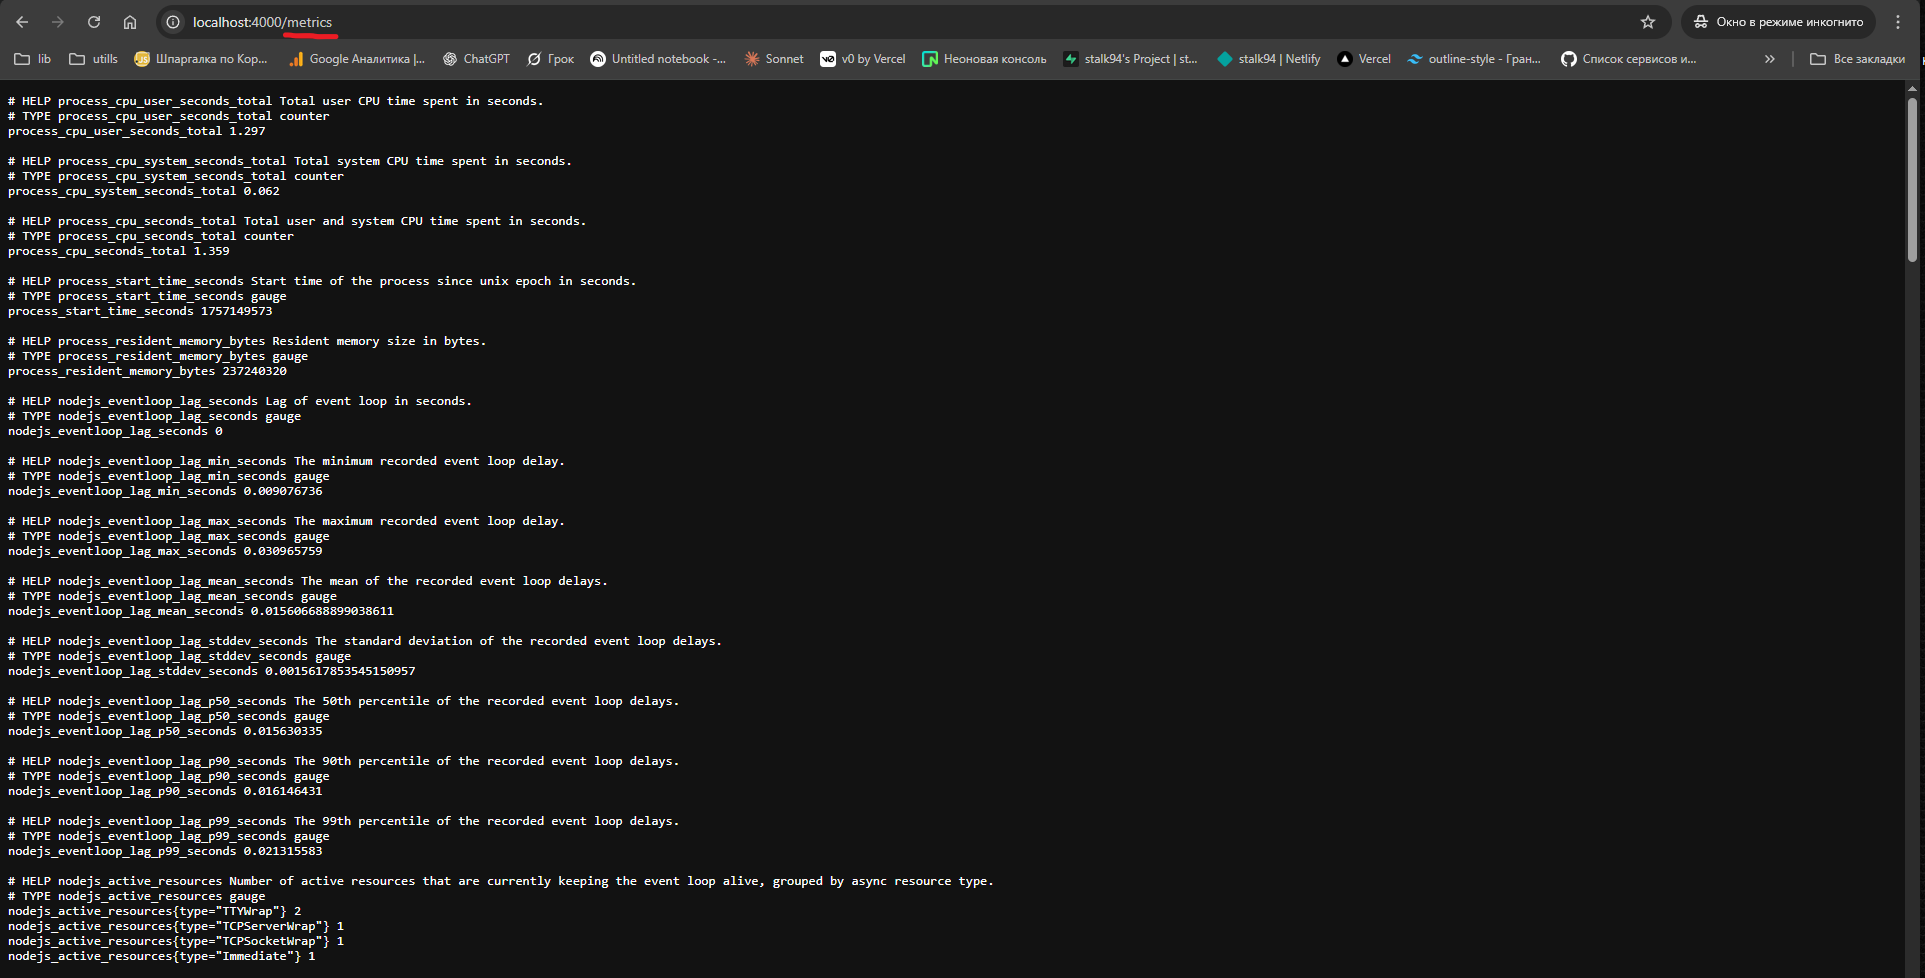 localhost:4000/metrics
Окно в режиме инкогнито
lib
utills
Шпаргалка по Кор...
Google Аналитика |...
ChatGPT
Грок
Untitled notebook -...
Sonnet
v0 by Vercel
Неоновая консоль
stalk94's Project | st...
stalk94 | Netlify
Vercel
outline-style - Гран...
Список сервисов и...
Все закладки
# HELP process_cpu_user_seconds_total Total user CPU time spent in seconds.
# TYPE process_cpu_user_seconds_total counter
process_cpu_user_seconds_total 1.297
# HELP process_cpu_system_seconds_total Total system CPU time spent in seconds.
# TYPE process_cpu_system_seconds_total counter
process_cpu_system_seconds_total 0.062
# HELP process_cpu_seconds_total Total user and system CPU time spent in seconds.
# TYPE process_cpu_seconds_total counter
process_cpu_seconds_total 1.359
# HELP process_start_time_seconds Start time of the process since unix epoch in seconds.
# TYPE process_start_time_seconds gauge
process_start_time_seconds 1757149573
# HELP process_resident_memory_bytes Resident memory size in bytes.
# TYPE process_resident_memory_bytes gauge
process_resident_memory_bytes 237240320
# HELP nodejs_eventloop_lag_seconds Lag of event loop in seconds.
# TYPE nodejs_eventloop_lag_seconds gauge
nodejs_eventloop_lag_seconds 0
# HELP nodejs_eventloop_lag_min_seconds The minimum recorded event loop delay.
# TYPE nodejs_eventloop_lag_min_seconds gauge
nodejs_eventloop_lag_min_seconds 0.009076736
# HELP nodejs_eventloop_lag_max_seconds The maximum recorded event loop delay.
# TYPE nodejs_eventloop_lag_max_seconds gauge
nodejs_eventloop_lag_max_seconds 0.030965759
# HELP nodejs_eventloop_lag_mean_seconds The mean of the recorded event loop delays.
# TYPE nodejs_eventloop_lag_mean_seconds gauge
nodejs_eventloop_lag_mean_seconds 0.015606688899038611
# HELP nodejs_eventloop_lag_stddev_seconds The standard deviation of the recorded event loop delays.
# TYPE nodejs_eventloop_lag_stddev_seconds gauge
nodejs_eventloop_lag_stddev_seconds 0.0015617853545150957
# HELP nodejs_eventloop_lag_p50_seconds The 50th percentile of the recorded event loop delays.
# TYPE nodejs_eventloop_lag_p50_seconds gauge
nodejs_eventloop_lag_p50_seconds 0.015630335
# HELP nodejs_eventloop_lag_p90_seconds The 90th percentile of the recorded event loop delays.
# TYPE nodejs_eventloop_lag_p90_seconds gauge
nodejs_eventloop_lag_p90_seconds 0.016146431
# HELP nodejs_eventloop_lag_p99_seconds The 99th percentile of the recorded event loop delays.
# TYPE nodejs_eventloop_lag_p99_seconds gauge
nodejs_eventloop_lag_p99_seconds 0.021315583
# HELP nodejs_active_resources Number of active resources that are currently keeping the event loop alive, grouped by async resource type.
# TYPE nodejs_active_resources gauge
nodejs_active_resources{type="TTYWrap"} 2
nodejs_active_resources{type="TCPServerWrap"} 1
nodejs_active_resources{type="TCPSocketWrap"} 1
nodejs_active_resources{type="Immediate"} 1